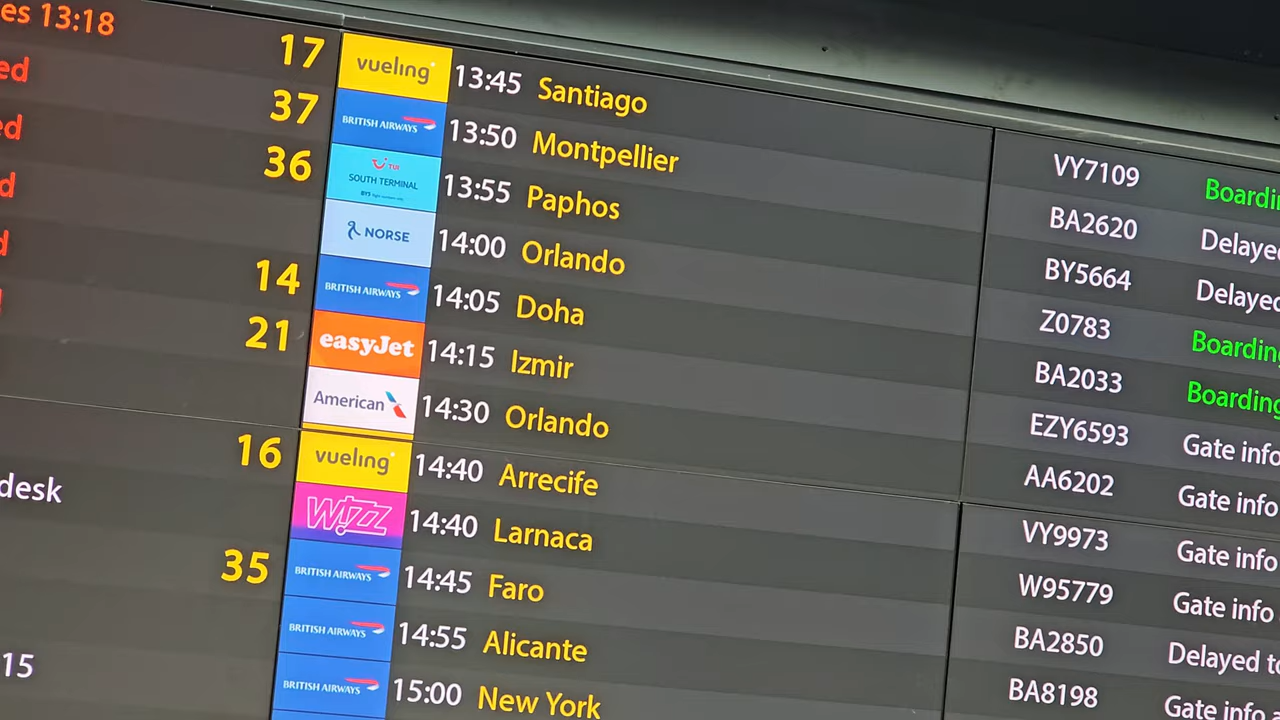 es 13:18 17
ed 37
ed 36
d
d 14
21
16
desk
35
15
vueling 13:45 Santiago VY7109 Boardi
BRITISH AIRWAYS 13:50 Montpellier BA2620 Delaye
TUI SOUTH TERMINAL 13:55 Paphos BY5664 Delayed
NORSE 14:00 Orlando Z0783 Boarding
BRITISH AIRWAYS 14:05 Doha BA2033 Boarding
easyJet 14:15 Izmir EZY6593 Gate info
American 14:30 Orlando AA6202 Gate info
vueling 14:40 Arrecife VY9973 Gate info
WIZZ 14:40 Larnaca W95779 Gate info
BRITISH AIRWAYS 14:45 Faro BA2850 Delayed to
BRITISH AIRWAYS 14:55 Alicante BA8198 Gate info a
BRITISH AIRWAYS 15:00 New York